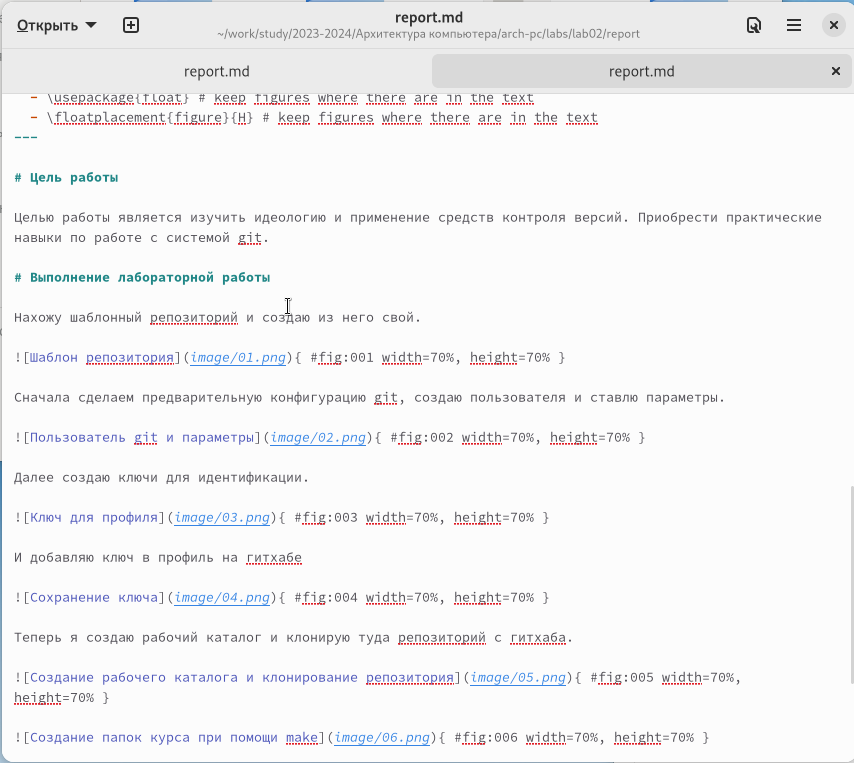 Открыть
report.md
~/work/study/2023-2024/Архитектура компьютера/arch-pc/labs/lab02/report
report.md
report.md
- \usepackage{float} # keep figures where there are in the text
- \floatplacement{figure}{H} # keep figures where there are in the text
---
# Цель работы
Целью работы является изучить идеологию и применение средств контроля версий. Приобрести практические
навыки по работе с системой git.
# Выполнение лабораторной работы
Нахожу шаблонный репозиторий и создаю из него свой.
![Шаблон репозитория](image/01.png){ #fig:001 width=70%, height=70% }
Сначала сделаем предварительную конфигурацию git, создаю пользователя и ставлю параметры.
![Пользователь git и параметры](image/02.png){ #fig:002 width=70%, height=70% }
Далее создаю ключи для идентификации.
![Ключ для профиля](image/03.png){ #fig:003 width=70%, height=70% }
И добавляю ключ в профиль на гитхабе
![Сохранение ключа](image/04.png){ #fig:004 width=70%, height=70% }
Теперь я создаю рабочий каталог и клонирую туда репозиторий с гитхаба.
![Создание рабочего каталога и клонирование репозитория](image/05.png){ #fig:005 width=70%,
height=70% }
![Создание папок курса при помощи make](image/06.png){ #fig:006 width=70%, height=70% }